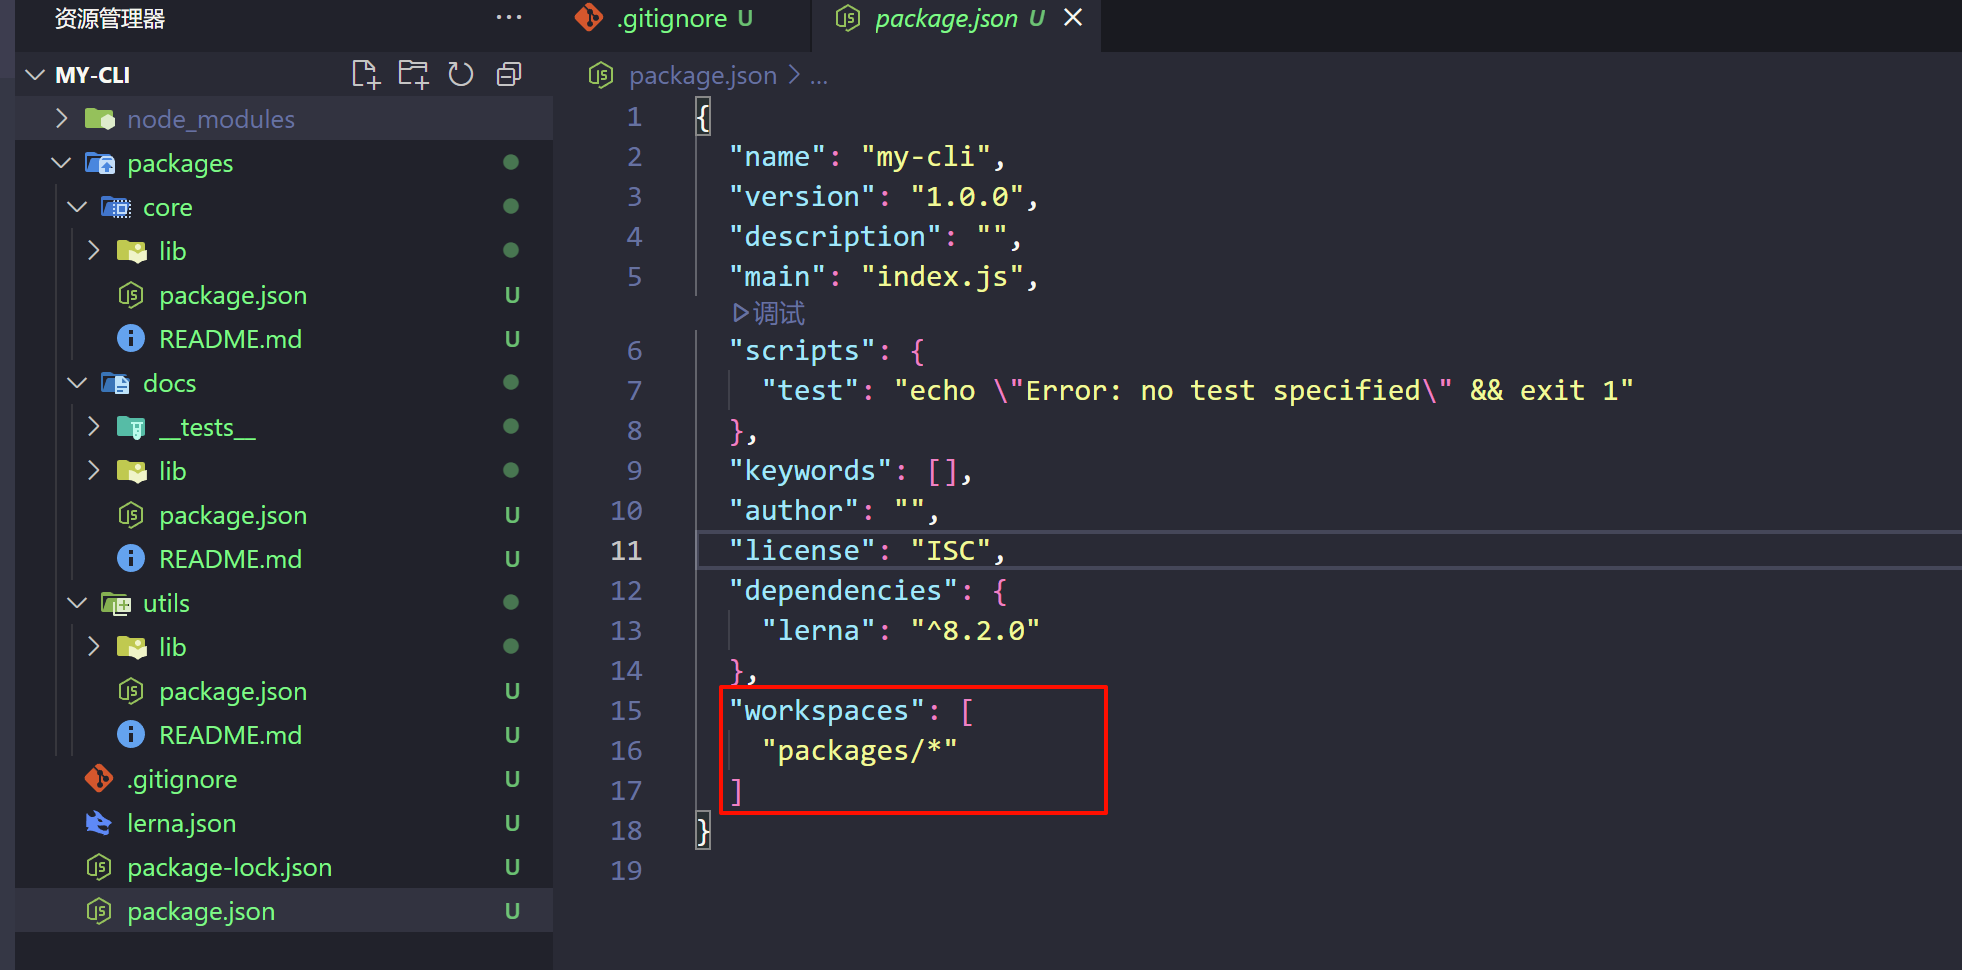 资源管理器 ···
MY-CLI
node_modules
packages
core
lib
package.json U
README.md U
docs
__tests__
lib
package.json U
README.md U
utils
lib
package.json U
README.md U
.gitignore U
lerna.json U
package-lock.json U
package.json U
.gitignore U
package.json U
package.json > ...
1 {
2 "name": "my-cli",
3 "version": "1.0.0",
4 "description": "",
5 "main": "index.js",
调试
6 "scripts": {
7 "test": "echo \"Error: no test specified\" && exit 1"
8 },
9 "keywords": [],
10 "author": "",
11 "license": "ISC",
12 "dependencies": {
13 "lerna": "^8.2.0"
14 },
15 "workspaces": [
16 "packages/*"
17 ]
18 }
19